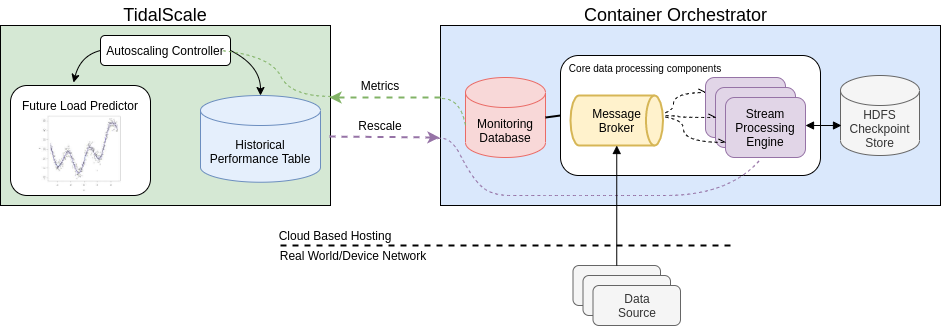 TidalScale
Container Orchestrator
Autoscaling Controller
Future Load Predictor
Historical
Performance Table
Metrics
Rescale
Monitoring
Database
Core data processing components
Message
Broker
Stream
Processing
Engine
HDFS
Checkpoint
Store
Cloud Based Hosting
Real World/Device Network
Data
Source